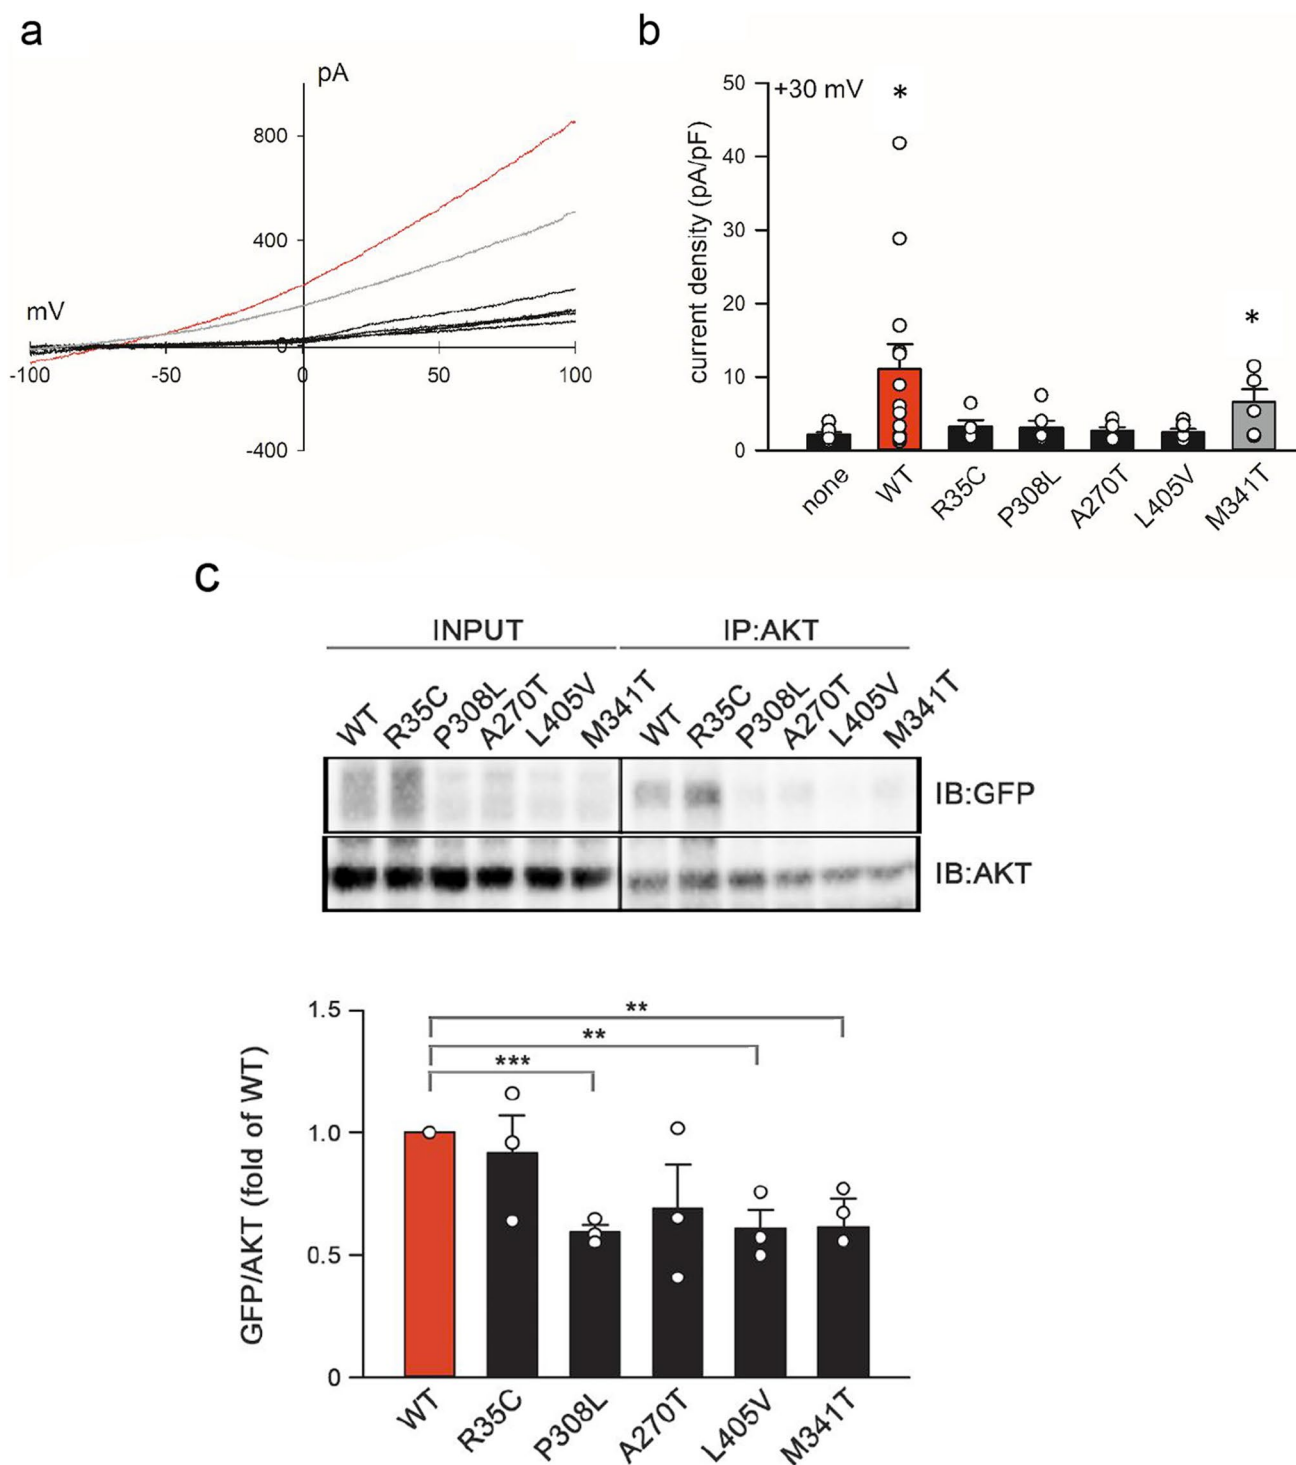 a
pA
800
400
mV
0
-100
-50
0
50
100
-400
b
50
+30 mV
*
40
30
20
*
10
0
current density (pA/pF)
none
WT
R35C
P308L
A270T
L405V
M341T
c
INPUT
IP:AKT
WT
R35C
P308L
A270T
L405V
M341T
WT
R35C
P308L
A270T
L405V
M341T
IB:GFP
IB:AKT
1.5
**
**
***
1.0
0.5
0
GFP/AKT (fold of WT)
WT
R35C
P308L
A270T
L405V
M341T